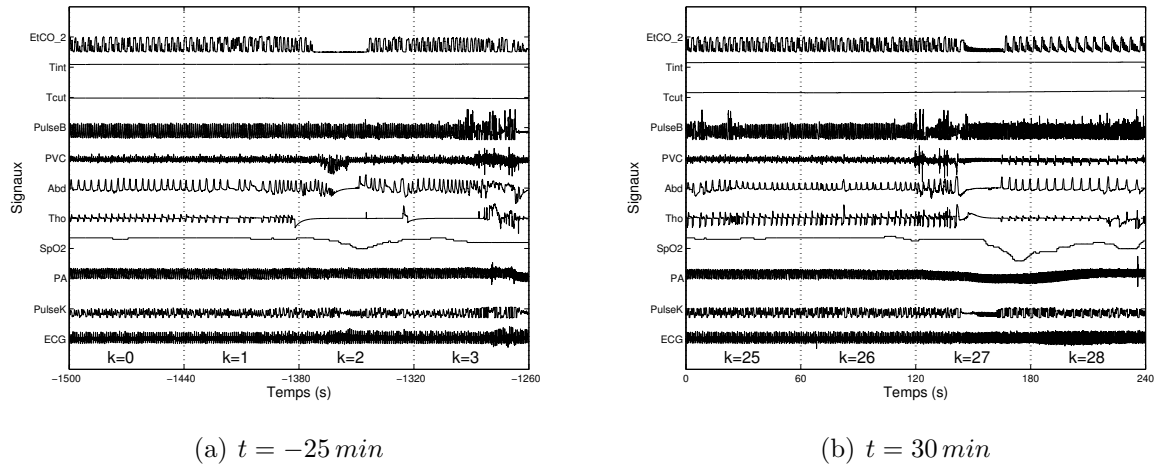 EtCO_2
Tint
Tcut
PulseB
PVC
Abd
Tho
SpO2
PA
PulseK
ECG
Signaux
k=0 k=1 k=2 k=3
−1500 −1440 −1380 −1320 −1260
Temps (s)
(a) t = −25 min
EtCO_2
Tint
Tcut
PulseB
PVC
Abd
Tho
SpO2
PA
PulseK
ECG
Signaux
k=25 k=26 k=27 k=28
0 60 120 180 240
Temps (s)
(b) t = 30 min